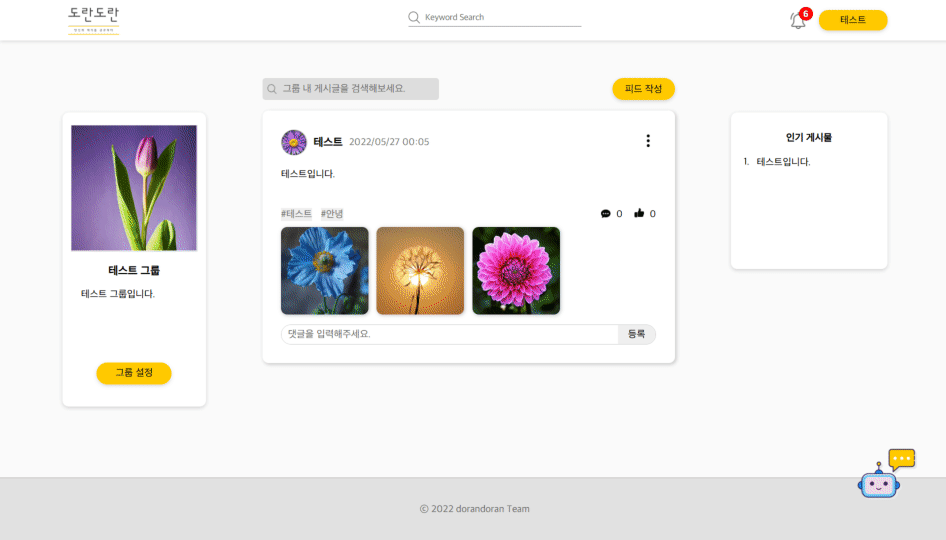 도란도란
Keyword Search
6
테스트
그룹 내 게시글을 검색해보세요.
피드 작성
테스트 그룹
테스트 그룹입니다.
그룹 설정
테스트 2022/05/27 00:05
테스트입니다.
#테스트 #안녕
0 0
댓글을 입력해주세요. 등록
인기 게시물
1. 테스트입니다.
© 2022 dorandoran Team